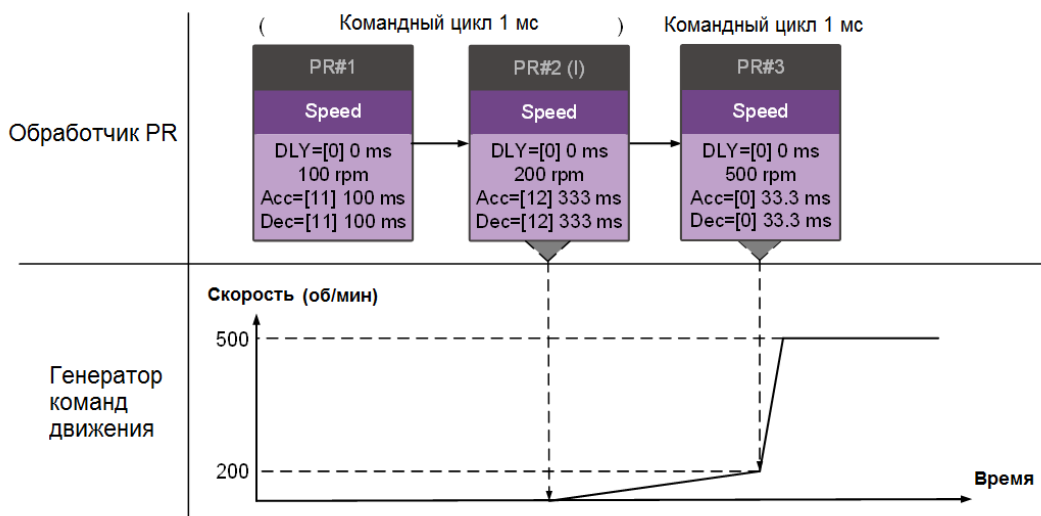 ( Командный цикл 1 мс )
Командный цикл 1 мс
Обработчик PR
PR#1
Speed
DLY=[0] 0 ms
100 rpm
Acc=[11] 100 ms
Dec=[11] 100 ms
PR#2 (I)
Speed
DLY=[0] 0 ms
200 rpm
Acc=[12] 333 ms
Dec=[12] 333 ms
PR#3
Speed
DLY=[0] 0 ms
500 rpm
Acc=[0] 33.3 ms
Dec=[0] 33.3 ms
Генератор
команд
движения
Скорость (об/мин)
500
200
Время